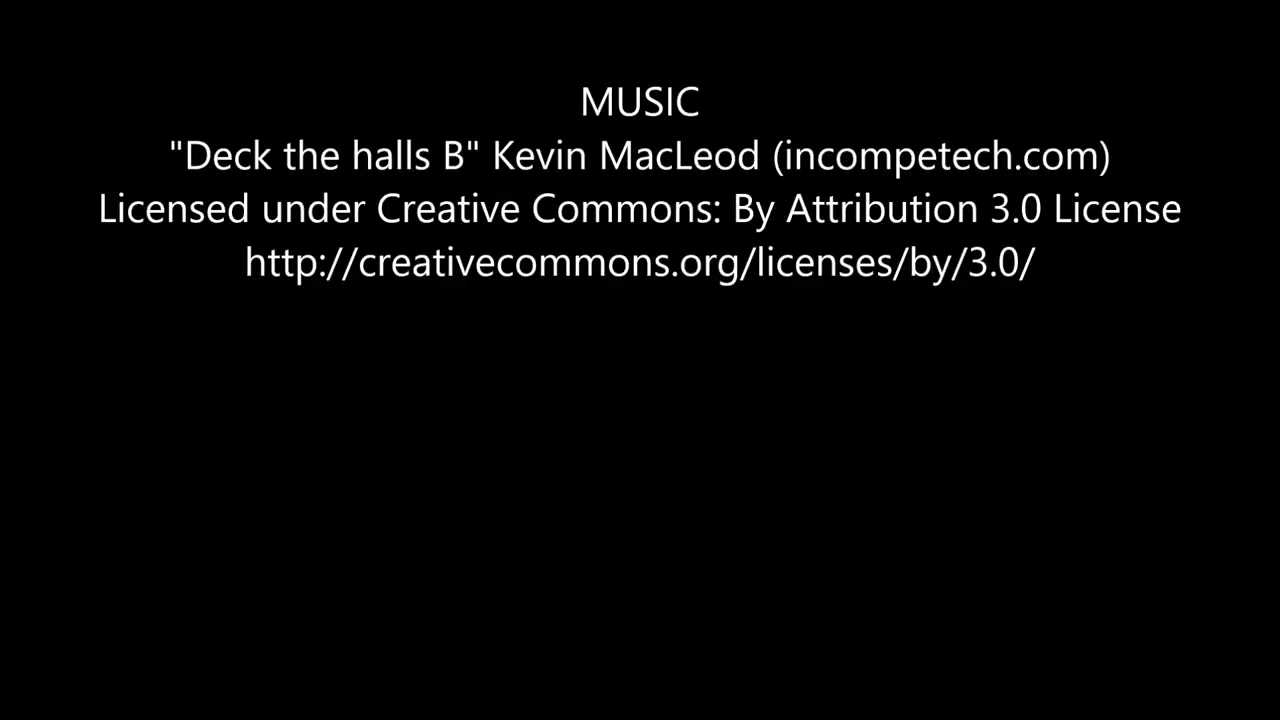 MUSIC
"Deck the halls B" Kevin MacLeod (incompetech.com)
Licensed under Creative Commons: By Attribution 3.0 License
http://creativecommons.org/licenses/by/3.0/